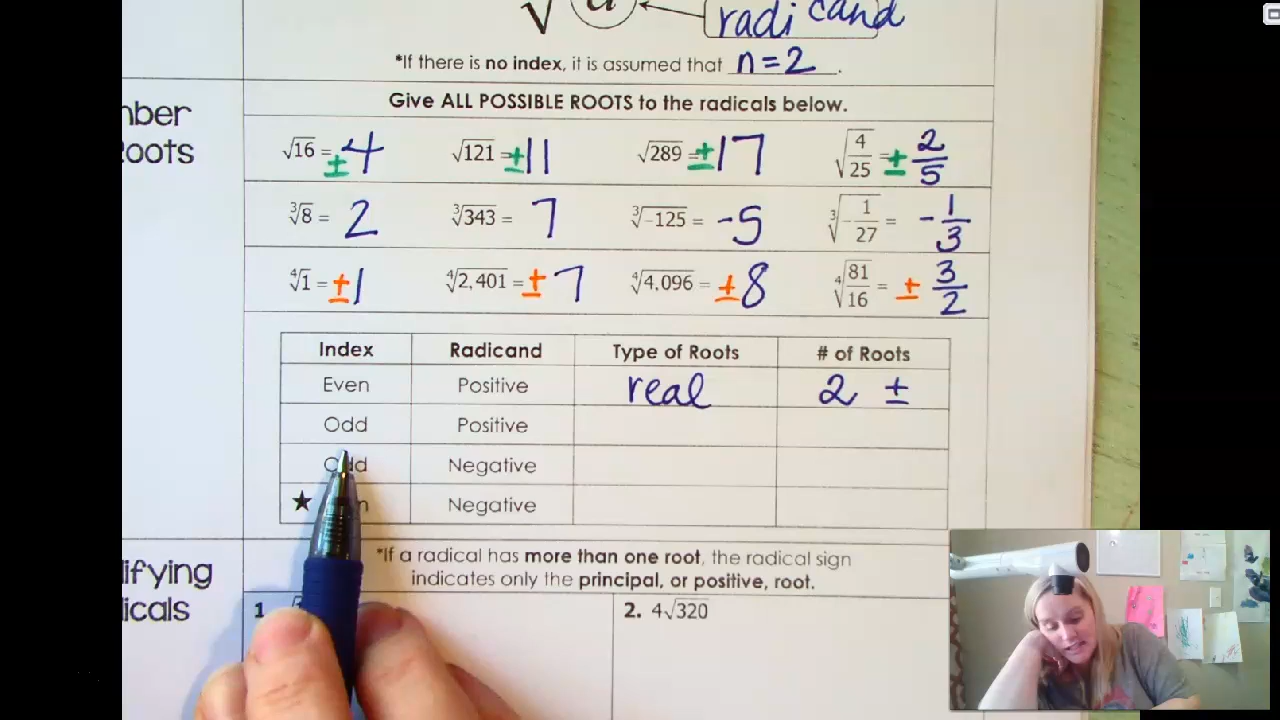 √a radicand
*If there is no index, it is assumed that n=2.
nber
oots
Give ALL POSSIBLE ROOTS to the radicals below.
√16 = ±4 √121 = ±11 √289 = ±17 √(4/25) = ± 2/5
∛8 = 2 ∛343 = 7 ∛-125 = -5 ∛(-1/27) = -1/3
∜1 = ±1 ∜2,401 = ±7 ∜4,096 = ±8 ∜(81/16) = ± 3/2
Index Radicand Type of Roots # of Roots
Even Positive real 2 ±
Odd Positive
Odd Negative
★ Negative
*If a radical has more than one root, the radical sign
indicates only the principal, or positive, root.
ifying
icals
1 2. 4√320